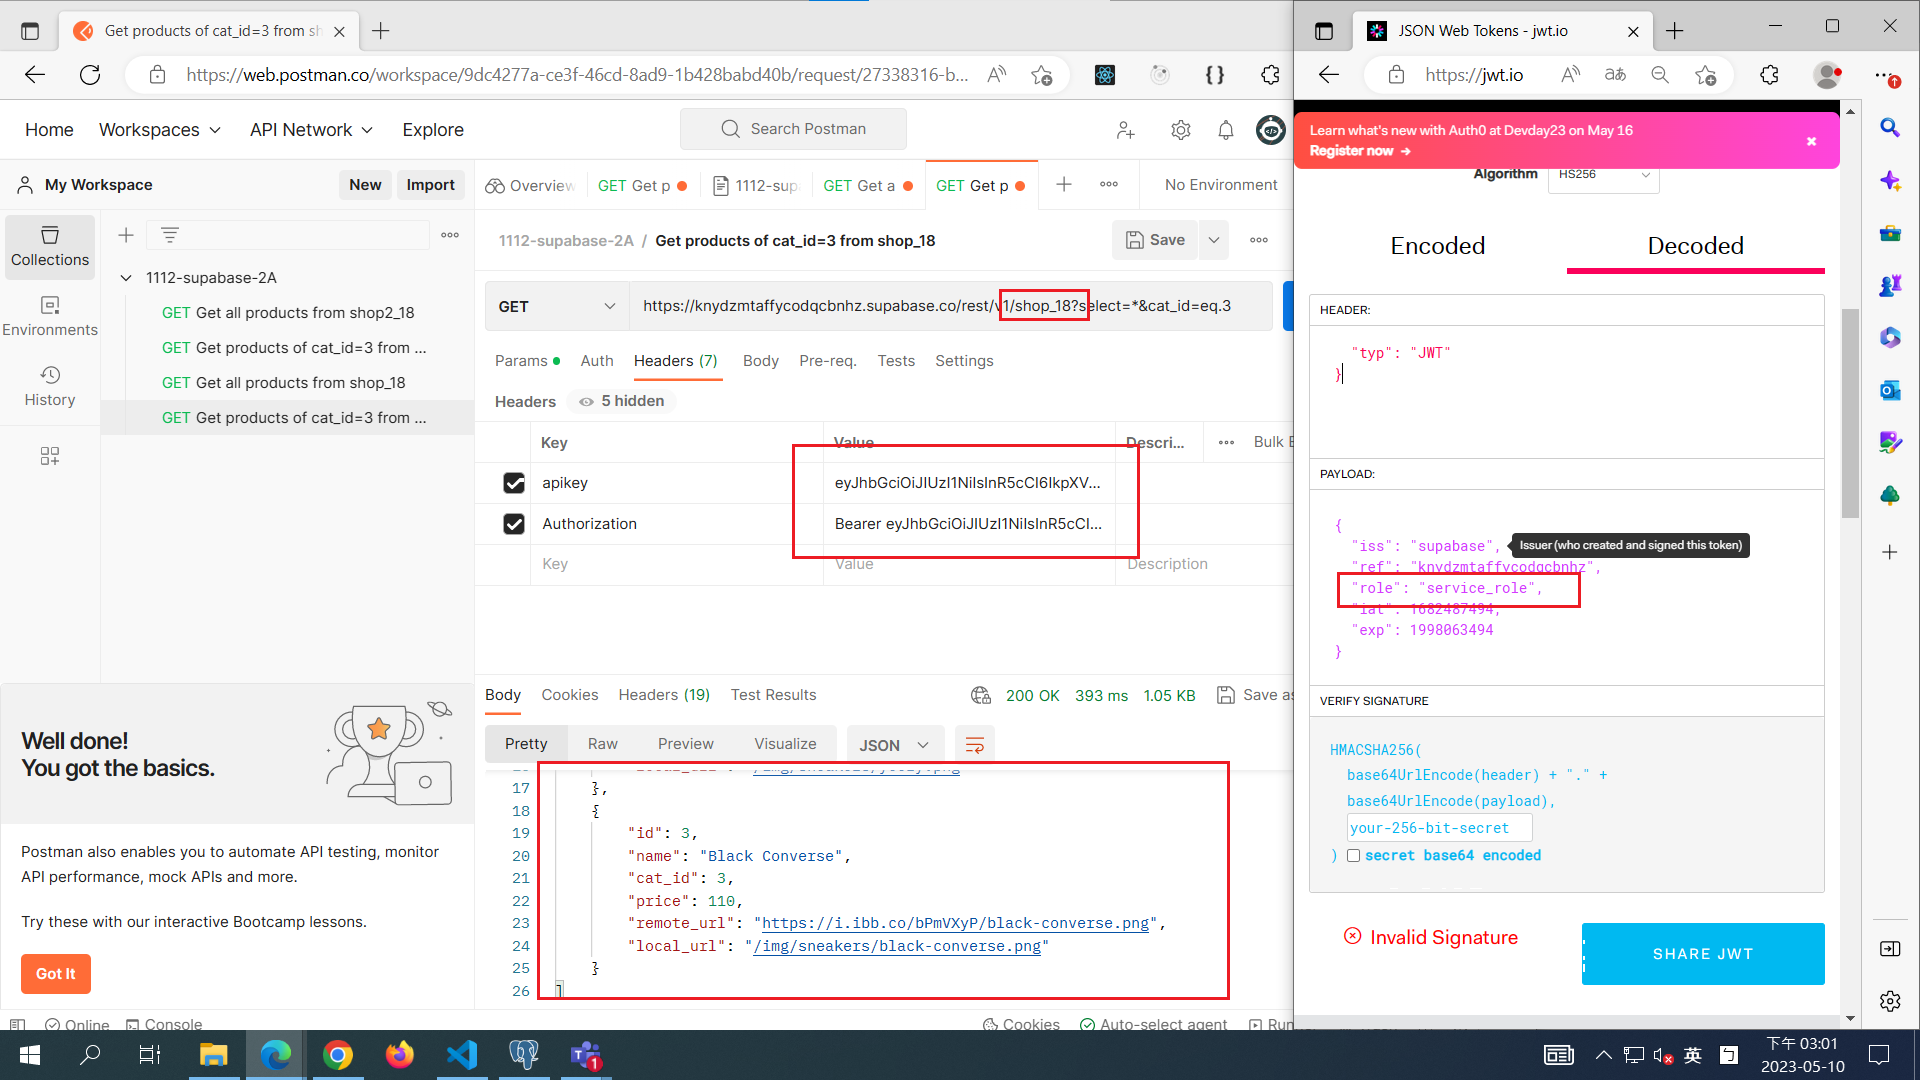 Get products of cat_id=3 from sh
https://web.postman.co/workspace/9dc4277a-ce3f-46cd-8ad9-1b428babd40b/request/27338316-b...
Home
Workspaces
API Network
Explore
Search Postman
My Workspace
New
Import
Overview
GET Get p
1112-sup
GET Get a
GET Get p
No Environment
Collections
Environments
History
1112-supabase-2A
GET Get all products from shop2_18
GET Get products of cat_id=3 from ...
GET Get all products from shop_18
GET Get products of cat_id=3 from ...
1112-supabase-2A / Get products of cat_id=3 from shop_18
Save
GET
https://knydzmtaffycodqcbnhz.supabase.co/rest/v1/shop_18?select=*&cat_id=eq.3
Params
Auth
Headers (7)
Body
Pre-req.
Tests
Settings
Headers
5 hidden
Key
Value
Descri...
Bulk E
apikey
eyJhbGciOiJIUzI1NiIsInR5cCI6IkpXV...
Authorization
Bearer eyJhbGciOiJIUzI1NiIsInR5cCI...
Key
Value
Description
Body
Cookies
Headers (19)
Test Results
200 OK
393 ms
1.05 KB
Save as
Pretty
Raw
Preview
Visualize
JSON
17 },
18 {
19 "id": 3,
20 "name": "Black Converse",
21 "cat_id": 3,
22 "price": 110,
23 "remote_url": "https://i.ibb.co/bPmVXyP/black-converse.png",
24 "local_url": "/img/sneakers/black-converse.png"
25 }
26 ]
Well done!
You got the basics.
Postman also enables you to automate API testing, monitor
API performance, mock APIs and more.
Try these with our interactive Bootcamp lessons.
Got It
Online
Console
Cookies
Auto-select agent
JSON Web Tokens - jwt.io
https://jwt.io
Learn what's new with Auth0 at Devday23 on May 16
Register now →
Algorithm
HS256
Encoded
Decoded
HEADER:
"typ": "JWT"
}
PAYLOAD:
{
"iss": "supabase",
Issuer (who created and signed this token)
"ref": "knydzmtaffycodqcbnhz",
"role": "service_role",
"iat": 1682487494,
"exp": 1998063494
}
VERIFY SIGNATURE
HMACSHA256(
base64UrlEncode(header) + "." +
base64UrlEncode(payload),
your-256-bit-secret
) secret base64 encoded
Invalid Signature
SHARE JWT
1
英
ㄅ
下午 03:01
2023-05-10